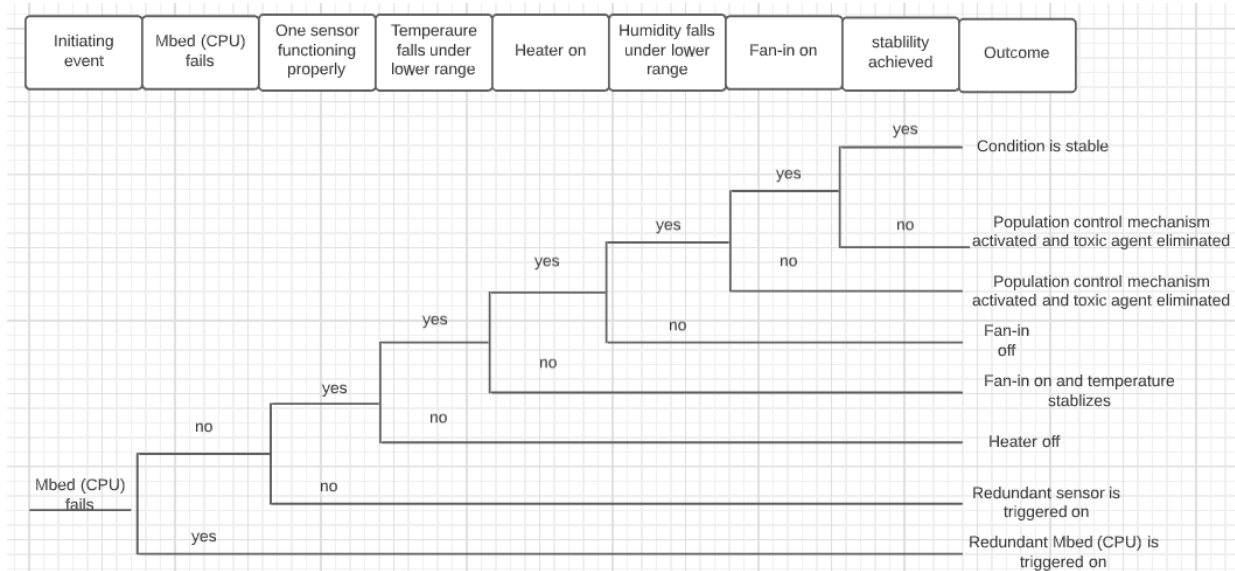 Initiating
event
Mbed (CPU)
fails
One sensor
functioning
properly
Temperaure
falls under
lower range
Heater on
Humidity falls
under lower
range
Fan-in on
stablility
achieved
Outcome
yes
Condition is stable
yes
no
Population control mechanism
activated and toxic agent eliminated
yes
no
Population control mechanism
activated and toxic agent eliminated
yes
no
Fan-in
off
yes
no
Fan-in on and temperature
stablizes
yes
no
Heater off
no
no
Redundant sensor is
triggered on
Mbed (CPU)
fails
yes
Redundant Mbed (CPU) is
triggered on